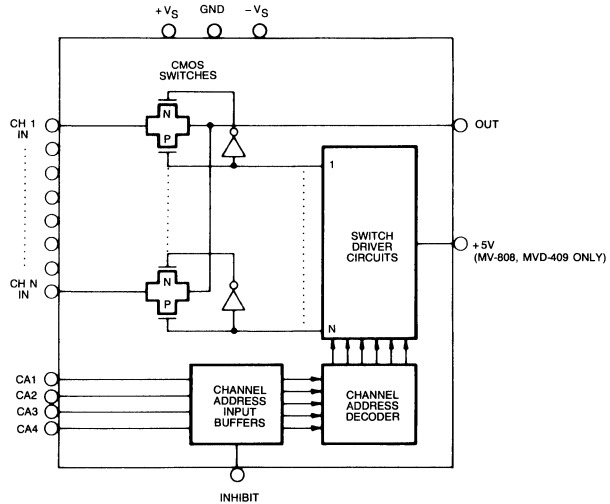 +VS GND −VS
CMOS
SWITCHES
CH 1
IN
N
P
OUT
1
SWITCH
DRIVER
CIRCUITS
+5V
(MV-808, MVD-409 ONLY)
CH N
IN
N
P
N
CA1
CA2
CA3
CA4
CHANNEL
ADDRESS
INPUT
BUFFERS
CHANNEL
ADDRESS
DECODER
INHIBIT